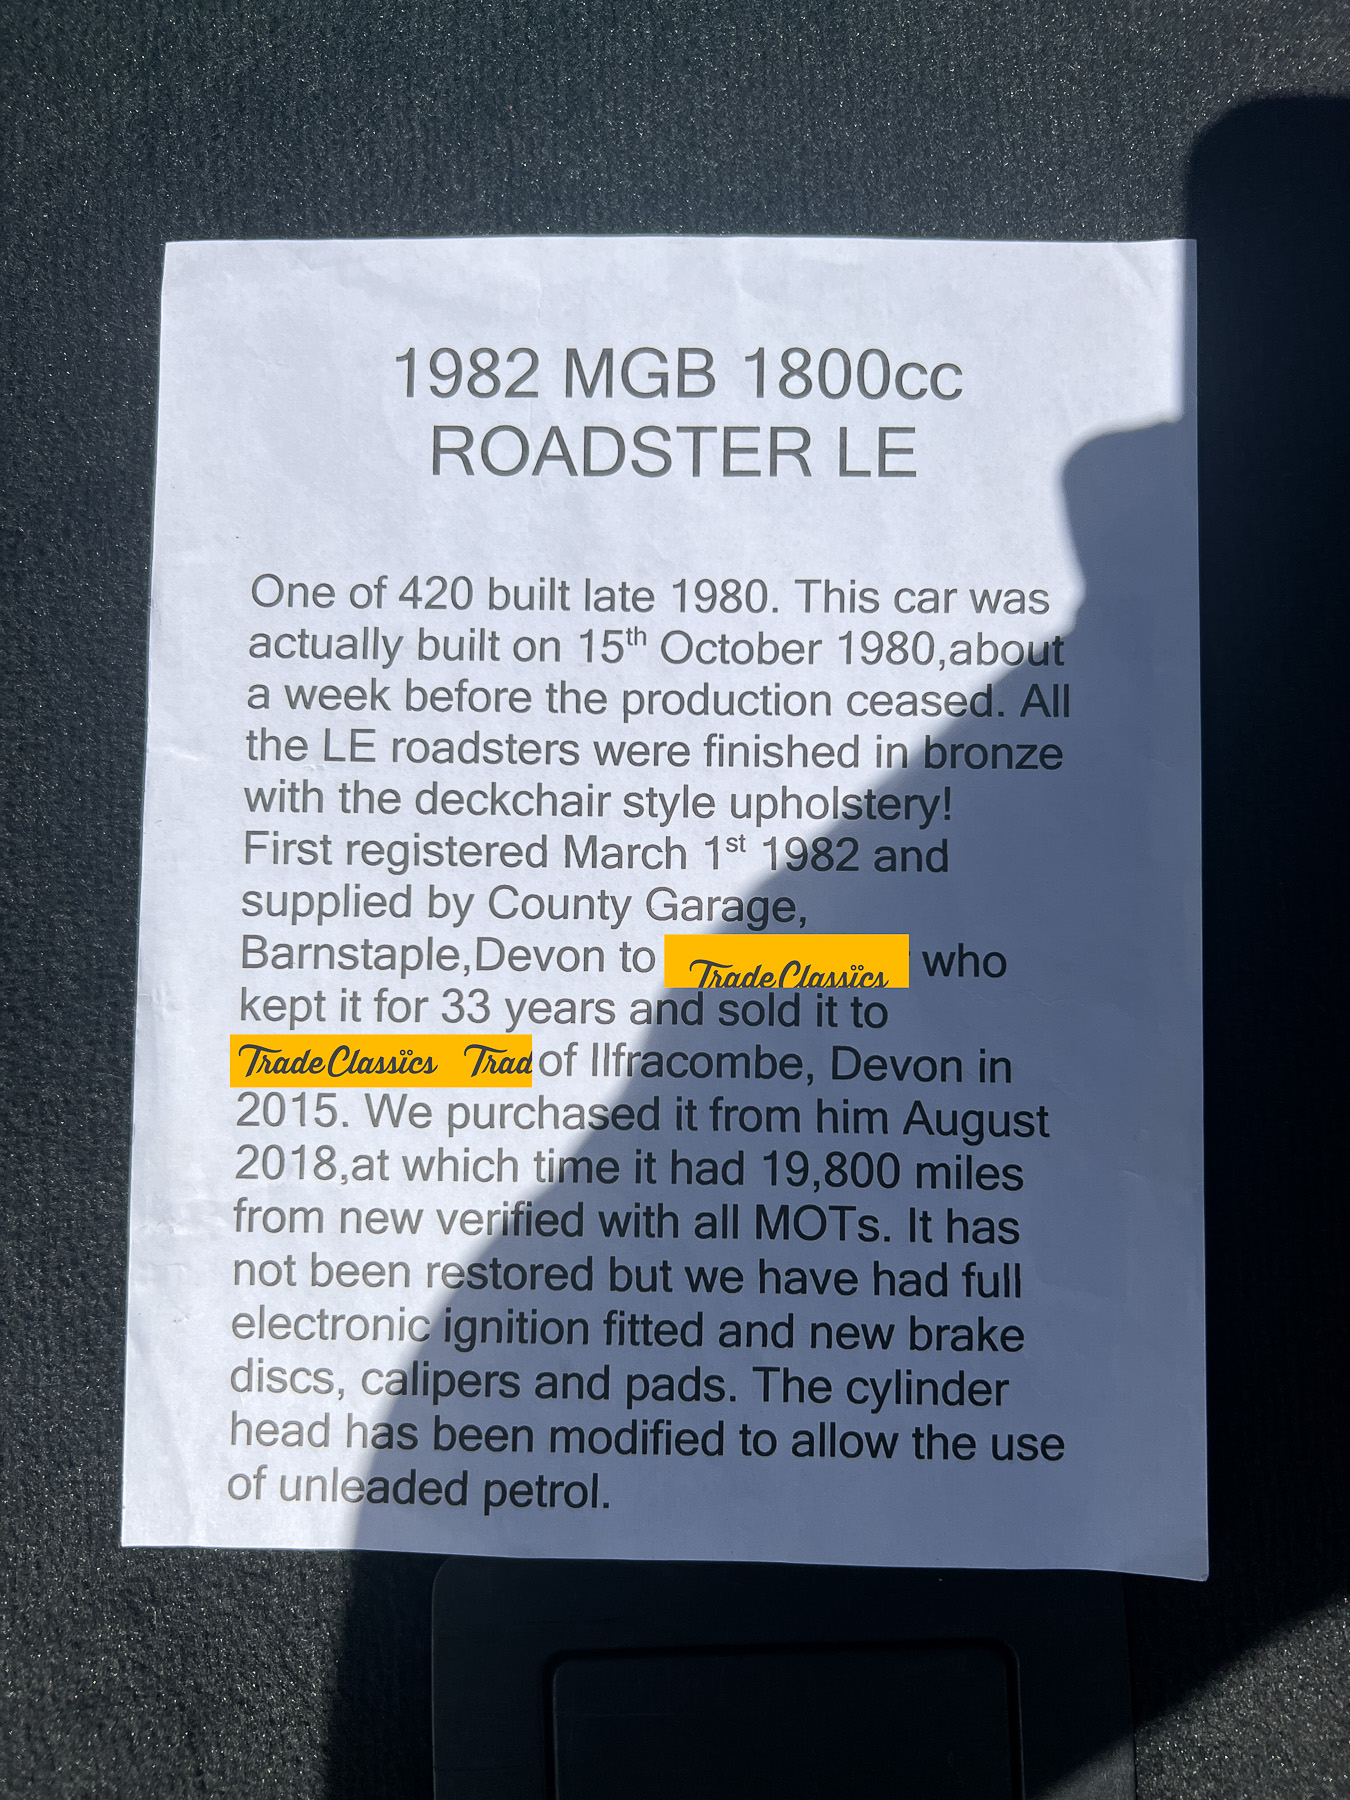 1982 MGB 1800cc
ROADSTER LE
One of 420 built late 1980. This car was
actually built on 15th October 1980,about
a week before the production ceased. All
the LE roadsters were finished in bronze
with the deckchair style upholstery!
First registered March 1st 1982 and
supplied by County Garage,
Barnstaple,Devon to Trade Classics who
kept it for 33 years and sold it to
Trade Classics Trad of Ilfracombe, Devon in
2015. We purchased it from him August
2018,at which time it had 19,800 miles
from new verified with all MOTs. It has
not been restored but we have had full
electronic ignition fitted and new brake
discs, calipers and pads. The cylinder
head has been modified to allow the use
of unleaded petrol.